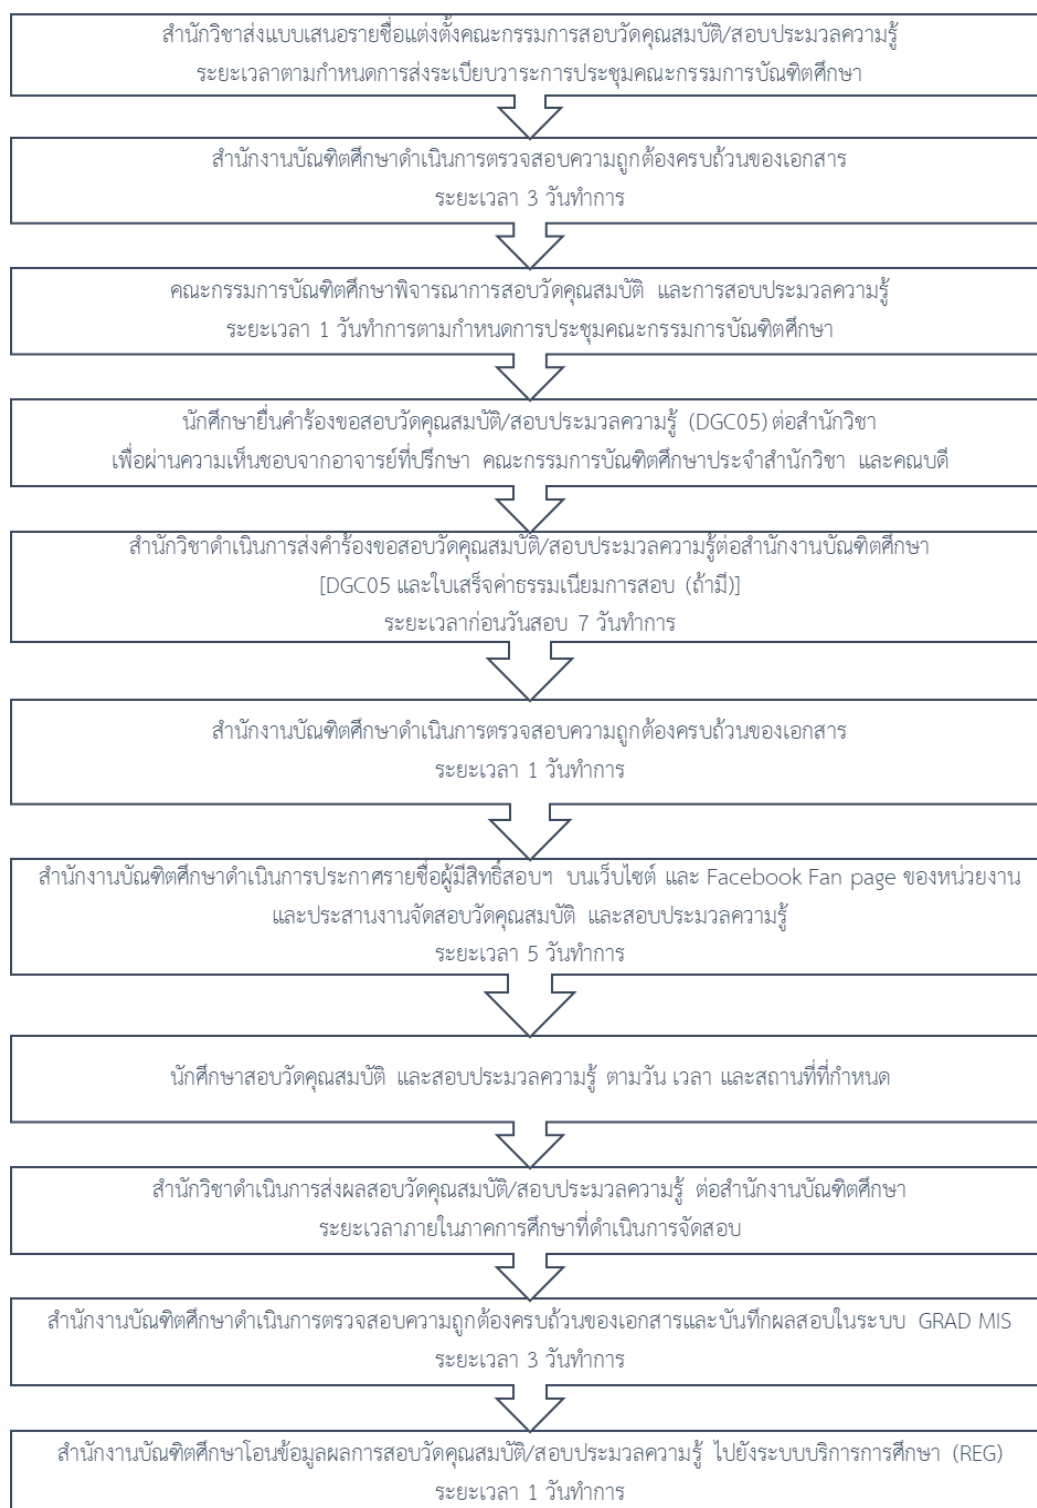 สำนักวิชาส่งแบบเสนอรายชื่อแต่งตั้งคณะกรรมการสอบวัดคุณสมบัติ/สอบประมวลความรู้
ระยะเวลาตามกำหนดการส่งระเบียบวาระการประชุมคณะกรรมการบัณฑิตศึกษา
สำนักงานบัณฑิตศึกษาดำเนินการตรวจสอบความถูกต้องครบถ้วนของเอกสาร
ระยะเวลา 3 วันทำการ
คณะกรรมการบัณฑิตศึกษาพิจารณาการสอบวัดคุณสมบัติ และการสอบประมวลความรู้
ระยะเวลา 1 วันทำการตามกำหนดการประชุมคณะกรรมการบัณฑิตศึกษา
นักศึกษายื่นคำร้องขอสอบวัดคุณสมบัติ/สอบประมวลความรู้ (DGC05) ต่อสำนักวิชา
เพื่อผ่านความเห็นชอบจากอาจารย์ที่ปรึกษา คณะกรรมการบัณฑิตศึกษาประจำสำนักวิชา และคณบดี
สำนักวิชาดำเนินการส่งคำร้องขอสอบวัดคุณสมบัติ/สอบประมวลความรู้ต่อสำนักงานบัณฑิตศึกษา
[DGC05 และใบเสร็จค่าธรรมเนียมการสอบ (ถ้ามี)]
ระยะเวลาก่อนวันสอบ 7 วันทำการ
สำนักงานบัณฑิตศึกษาดำเนินการตรวจสอบความถูกต้องครบถ้วนของเอกสาร
ระยะเวลา 1 วันทำการ
สำนักงานบัณฑิตศึกษาดำเนินการประกาศรายชื่อผู้มีสิทธิ์สอบฯ บนเว็บไซต์ และ Facebook Fan page ของหน่วยงาน
และประสานงานจัดสอบวัดคุณสมบัติ และสอบประมวลความรู้
ระยะเวลา 5 วันทำการ
นักศึกษาสอบวัดคุณสมบัติ และสอบประมวลความรู้ ตามวัน เวลา และสถานที่ที่กำหนด
สำนักวิชาดำเนินการส่งผลสอบวัดคุณสมบัติ/สอบประมวลความรู้ ต่อสำนักงานบัณฑิตศึกษา
ระยะเวลาภายในภาคการศึกษาที่ดำเนินการจัดสอบ
สำนักงานบัณฑิตศึกษาดำเนินการตรวจสอบความถูกต้องครบถ้วนของเอกสารและบันทึกผลสอบในระบบ GRAD MIS
ระยะเวลา 3 วันทำการ
สำนักงานบัณฑิตศึกษาโอนข้อมูลผลการสอบวัดคุณสมบัติ/สอบประมวลความรู้ ไปยังระบบบริการการศึกษา (REG)
ระยะเวลา 1 วันทำการ